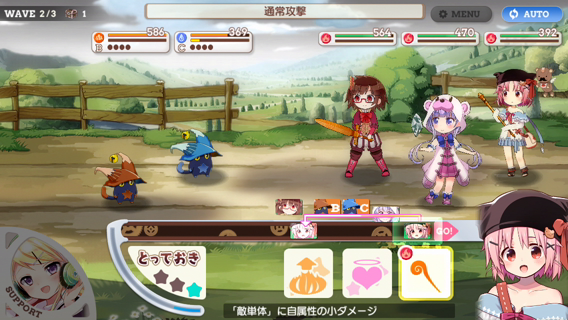 WAVE 2/3 1
通常攻撃
MENU
AUTO
586
B
369
C
564
470
392
B C
GO!
とっておき
SUPPORT
「敵単体」に自属性の小ダメージ